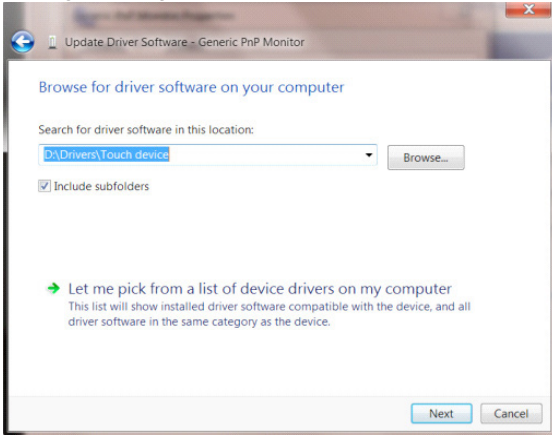 Update Driver Software - Generic PnP Monitor
Browse for driver software on your computer
Search for driver software in this location:
D:\Drivers\Touch device
Browse...
Include subfolders
Let me pick from a list of device drivers on my computer
This list will show installed driver software compatible with the device, and all
driver software in the same category as the device.
Next
Cancel